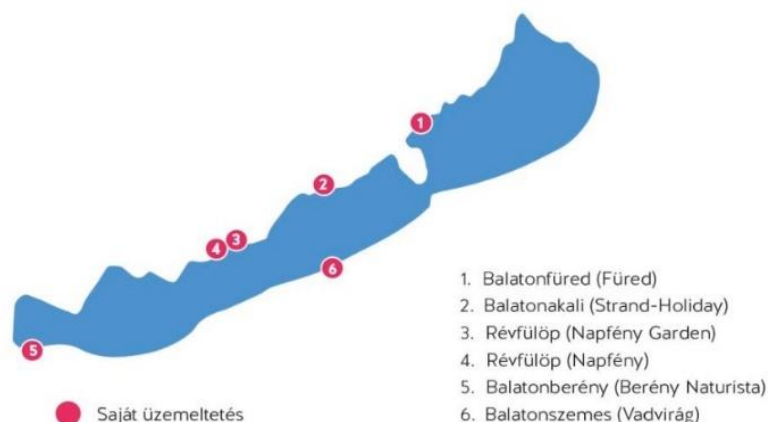 1
2
3
4
6
5
1. Balatonfüred (Füred)
2. Balatonakali (Strand-Holiday)
3. Révfülöp (Napfény Garden)
4. Révfülöp (Napfény)
5. Balatonberény (Berény Naturista)
6. Balatonszemes (Vadvirág)
Saját üzemeltetés